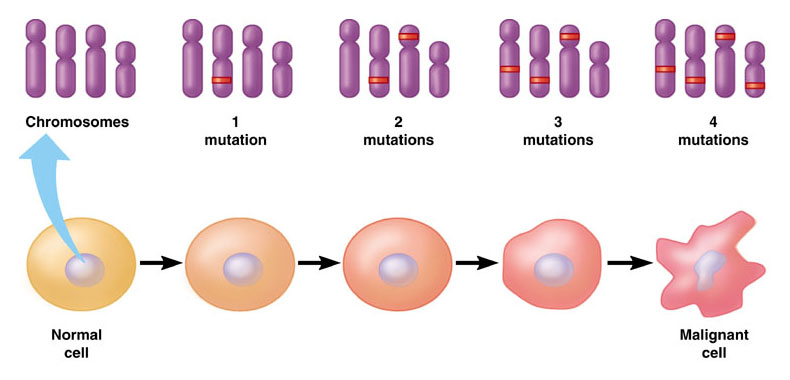 Chromosomes
1
mutation
2
mutations
3
mutations
4
mutations
Normal
cell
Malignant
cell